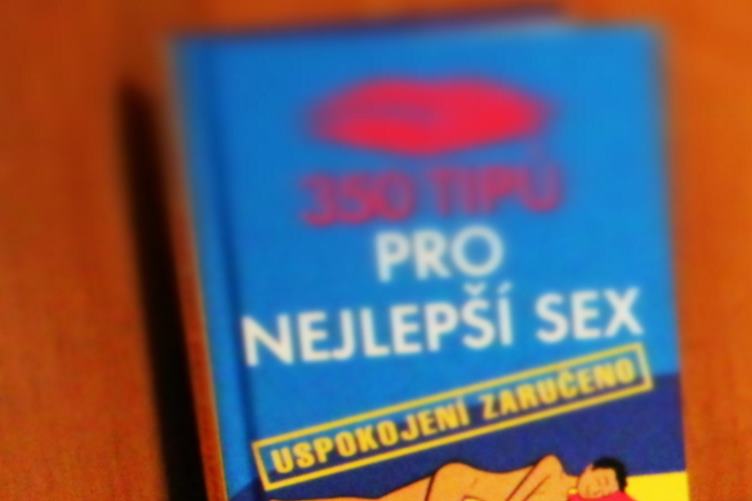 350 TIPŮ
PRO
NEJLEPŠÍ SEX
USPOKOJENÍ ZARUČENO